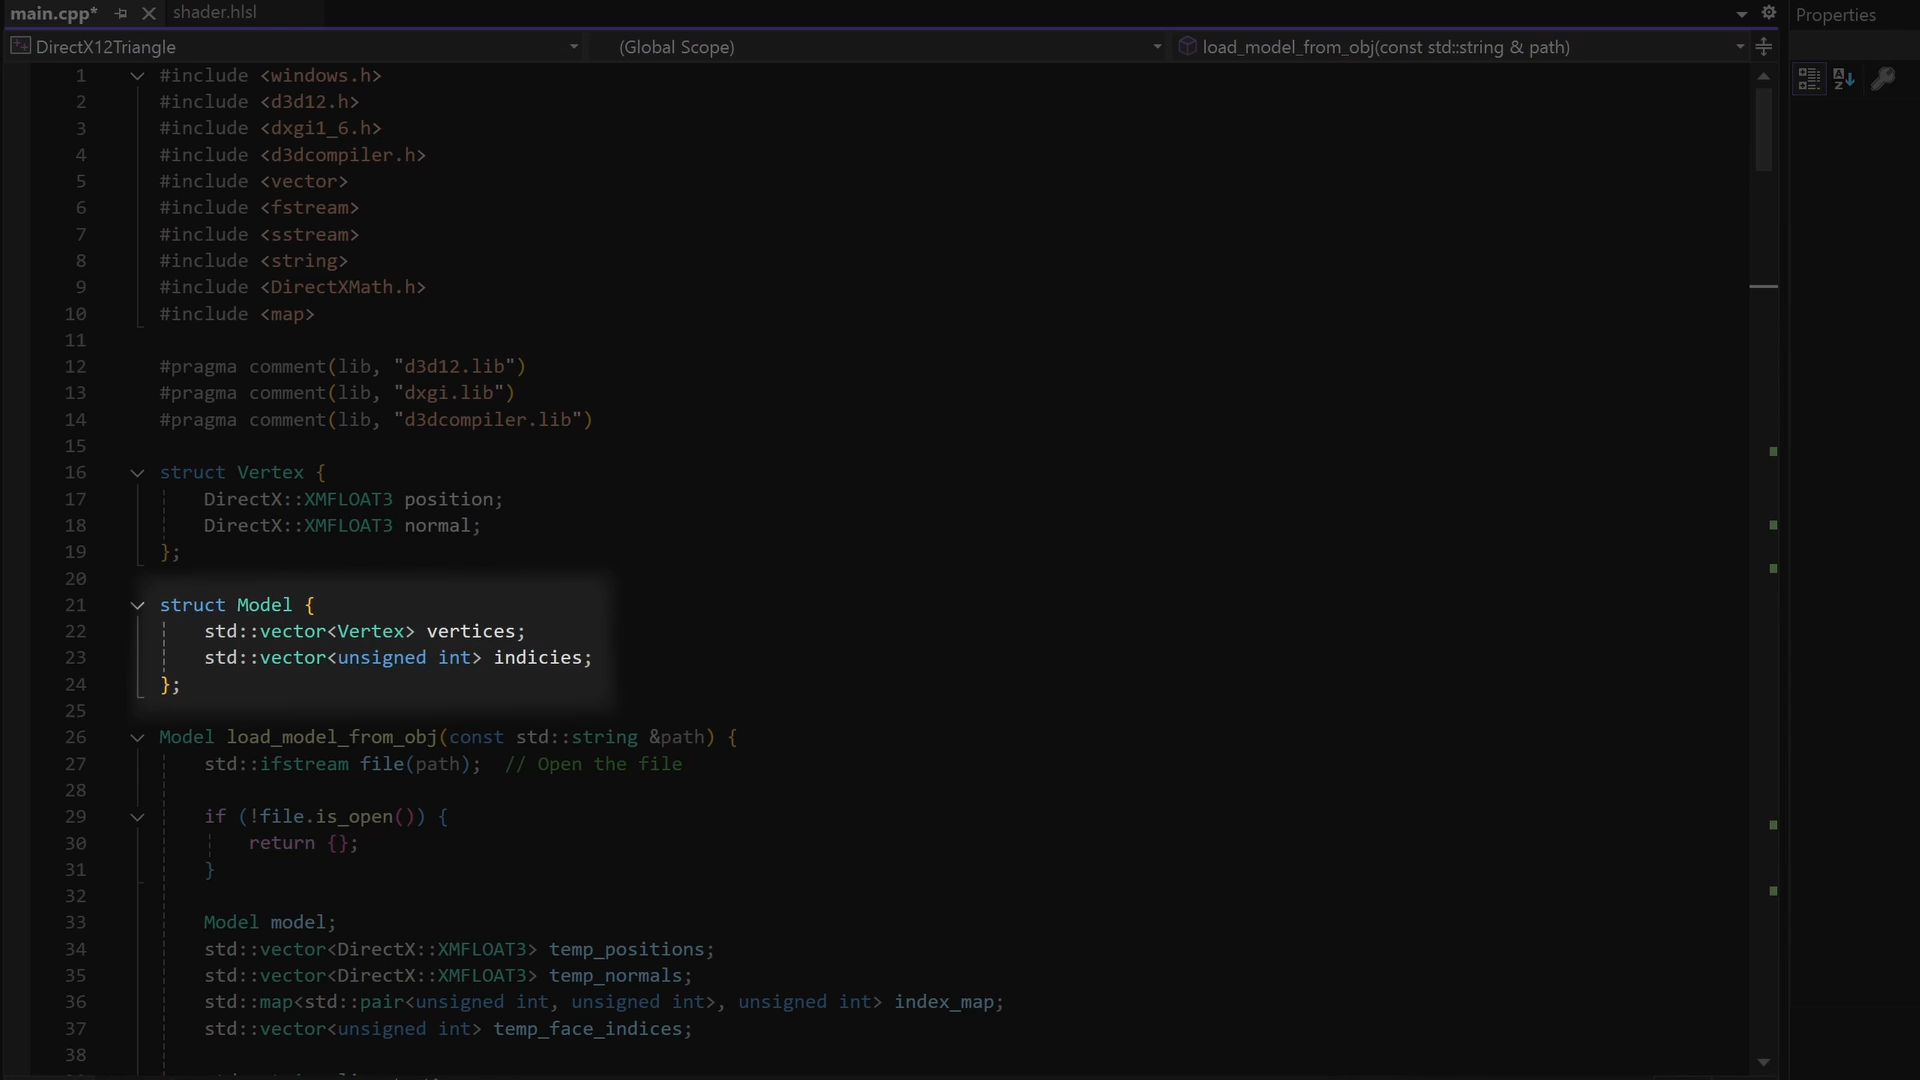 main.cpp*
shader.hlsl
Properties
DirectX12Triangle
(Global Scope)
load_model_from_obj(const std::string & path)
1 #include <windows.h>
2 #include <d3d12.h>
3 #include <dxgi1_6.h>
4 #include <d3dcompiler.h>
5 #include <vector>
6 #include <fstream>
7 #include <sstream>
8 #include <string>
9 #include <DirectXMath.h>
10 #include <map>
11
12 #pragma comment(lib, "d3d12.lib")
13 #pragma comment(lib, "dxgi.lib")
14 #pragma comment(lib, "d3dcompiler.lib")
15
16 struct Vertex {
17 DirectX::XMFLOAT3 position;
18 DirectX::XMFLOAT3 normal;
19 };
20
21 struct Model {
22 std::vector<Vertex> vertices;
23 std::vector<unsigned int> indicies;
24 };
25
26 Model load_model_from_obj(const std::string &path) {
27 std::ifstream file(path); // Open the file
28
29 if (!file.is_open()) {
30 return {};
31 }
32
33 Model model;
34 std::vector<DirectX::XMFLOAT3> temp_positions;
35 std::vector<DirectX::XMFLOAT3> temp_normals;
36 std::map<std::pair<unsigned int, unsigned int>, unsigned int> index_map;
37 std::vector<unsigned int> temp_face_indices;
38